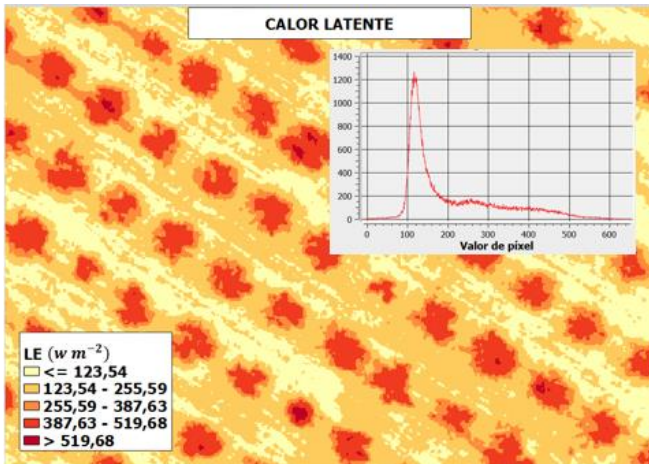 CALOR LATENTE
1400
1200
1000
800
600
400
200
0
0 100 200 300 400 500 600
Valor de píxel
LE (w m⁻²)
<= 123,54
123,54 - 255,59
255,59 - 387,63
387,63 - 519,68
> 519,68